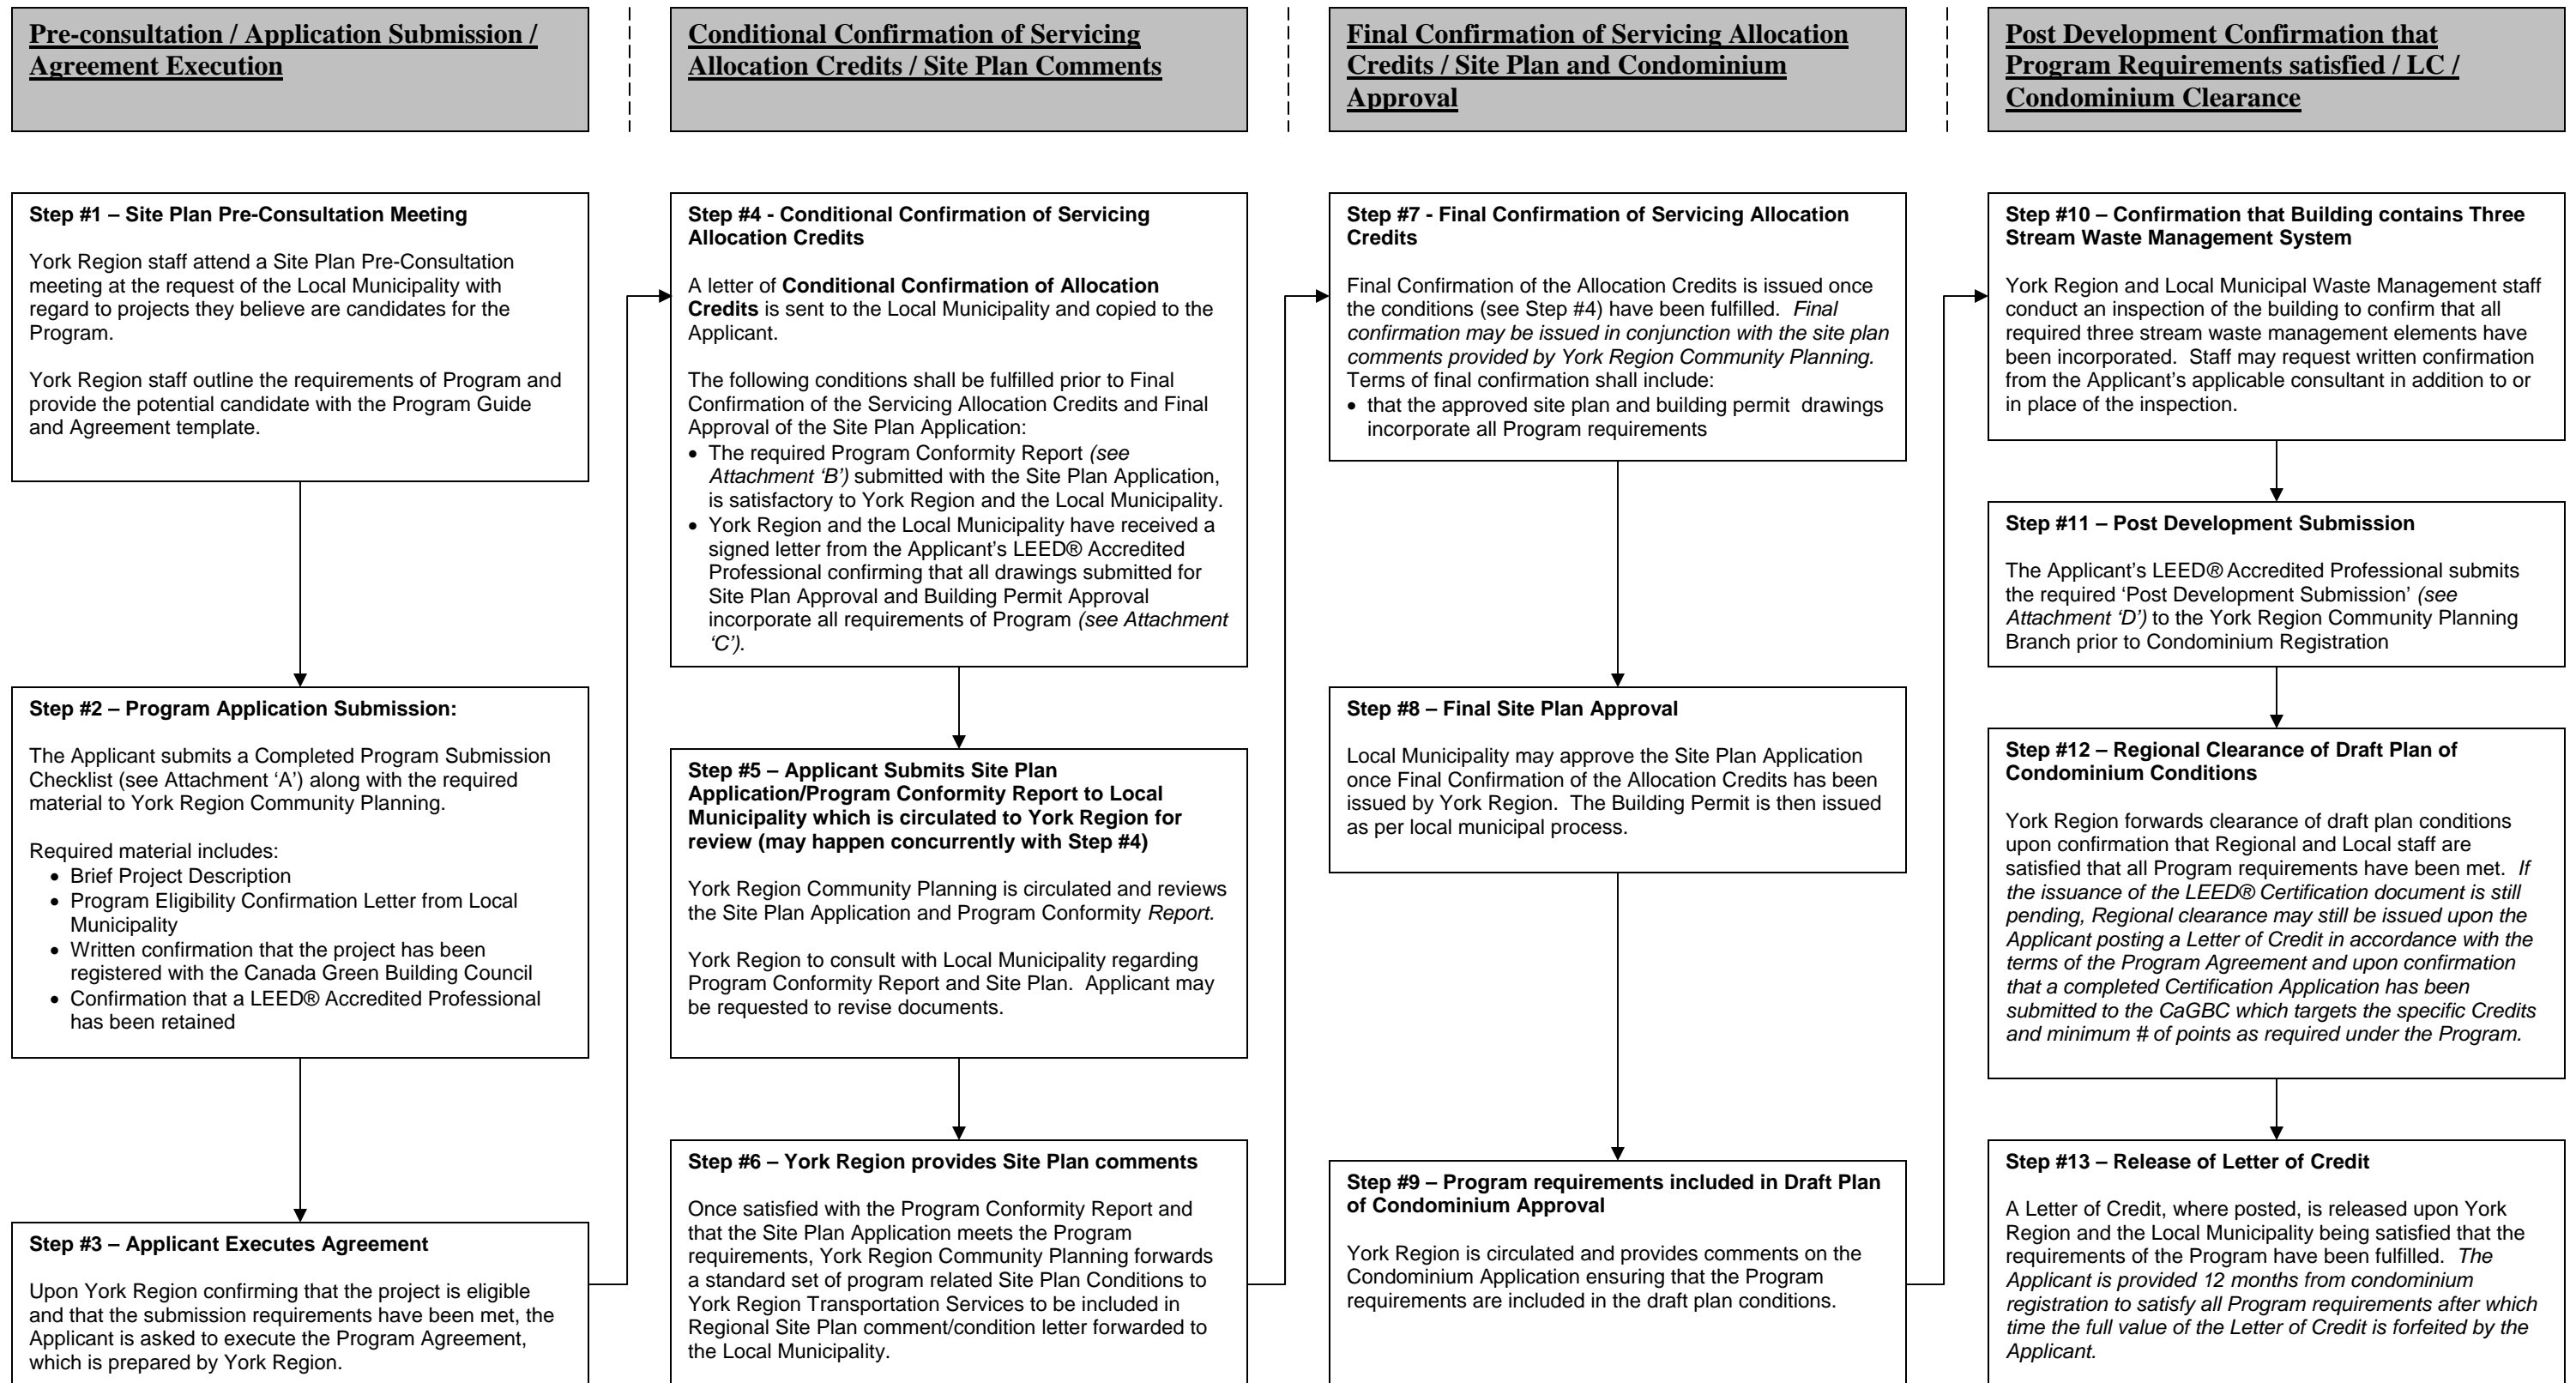 Pre-consultation / Application Submission /
Agreement Execution
Conditional Confirmation of Servicing
Allocation Credits / Site Plan Comments
Final Confirmation of Servicing Allocation
Credits / Site Plan and Condominium
Approval
Post Development Confirmation that
Program Requirements satisfied / LC /
Condominium Clearance
Step #1 – Site Plan Pre-Consultation Meeting
York Region staff attend a Site Plan Pre-Consultation
meeting at the request of the Local Municipality with
regard to projects they believe are candidates for the
Program.
York Region staff outline the requirements of Program and
provide the potential candidate with the Program Guide
and Agreement template.
Step #2 – Program Application Submission:
The Applicant submits a Completed Program Submission
Checklist (see Attachment ‘A’) along with the required
material to York Region Community Planning.
Required material includes:
• Brief Project Description
• Program Eligibility Confirmation Letter from Local
Municipality
• Written confirmation that the project has been
registered with the Canada Green Building Council
• Confirmation that a LEED® Accredited Professional
has been retained
Step #3 – Applicant Executes Agreement
Upon York Region confirming that the project is eligible
and that the submission requirements have been met, the
Applicant is asked to execute the Program Agreement,
which is prepared by York Region.
Step #4 - Conditional Confirmation of Servicing
Allocation Credits
A letter of Conditional Confirmation of Allocation
Credits is sent to the Local Municipality and copied to the
Applicant.
The following conditions shall be fulfilled prior to Final
Confirmation of the Servicing Allocation Credits and Final
Approval of the Site Plan Application:
• The required Program Conformity Report (see
Attachment ‘B’) submitted with the Site Plan Application,
is satisfactory to York Region and the Local Municipality.
• York Region and the Local Municipality have received a
signed letter from the Applicant’s LEED® Accredited
Professional confirming that all drawings submitted for
Site Plan Approval and Building Permit Approval
incorporate all requirements of Program (see Attachment
‘C’).
Step #5 – Applicant Submits Site Plan
Application/Program Conformity Report to Local
Municipality which is circulated to York Region for
review (may happen concurrently with Step #4)
York Region Community Planning is circulated and reviews
the Site Plan Application and Program Conformity Report.
York Region to consult with Local Municipality regarding
Program Conformity Report and Site Plan.  Applicant may
be requested to revise documents.
Step #6 – York Region provides Site Plan comments
Once satisfied with the Program Conformity Report and
that the Site Plan Application meets the Program
requirements, York Region Community Planning forwards
a standard set of program related Site Plan Conditions to
York Region Transportation Services to be included in
Regional Site Plan comment/condition letter forwarded to
the Local Municipality.
Step #7 - Final Confirmation of Servicing Allocation
Credits
Final Confirmation of the Allocation Credits is issued once
the conditions (see Step #4) have been fulfilled.  Final
confirmation may be issued in conjunction with the site plan
comments provided by York Region Community Planning.
Terms of final confirmation shall include:
• that the approved site plan and building permit  drawings
incorporate all Program requirements
Step #8 – Final Site Plan Approval
Local Municipality may approve the Site Plan Application
once Final Confirmation of the Allocation Credits has been
issued by York Region.  The Building Permit is then issued
as per local municipal process.
Step #9 – Program requirements included in Draft Plan
of Condominium Approval
York Region is circulated and provides comments on the
Condominium Application ensuring that the Program
requirements are included in the draft plan conditions.
Step #10 – Confirmation that Building contains Three
Stream Waste Management System
York Region and Local Municipal Waste Management staff
conduct an inspection of the building to confirm that all
required three stream waste management elements have
been incorporated.  Staff may request written confirmation
from the Applicant’s applicable consultant in addition to or
in place of the inspection.
Step #11 – Post Development Submission
The Applicant’s LEED® Accredited Professional submits
the required ‘Post Development Submission’ (see
Attachment ‘D’) to the York Region Community Planning
Branch prior to Condominium Registration
Step #12 – Regional Clearance of Draft Plan of
Condominium Conditions
York Region forwards clearance of draft plan conditions
upon confirmation that Regional and Local staff are
satisfied that all Program requirements have been met.  If
the issuance of the LEED® Certification document is still
pending, Regional clearance may still be issued upon the
Applicant posting a Letter of Credit in accordance with the
terms of the Program Agreement and upon confirmation
that a completed Certification Application has been
submitted to the CaGBC which targets the specific Credits
and minimum # of points as required under the Program.
Step #13 – Release of Letter of Credit
A Letter of Credit, where posted, is released upon York
Region and the Local Municipality being satisfied that the
requirements of the Program have been fulfilled.  The
Applicant is provided 12 months from condominium
registration to satisfy all Program requirements after which
time the full value of the Letter of Credit is forfeited by the
Applicant.